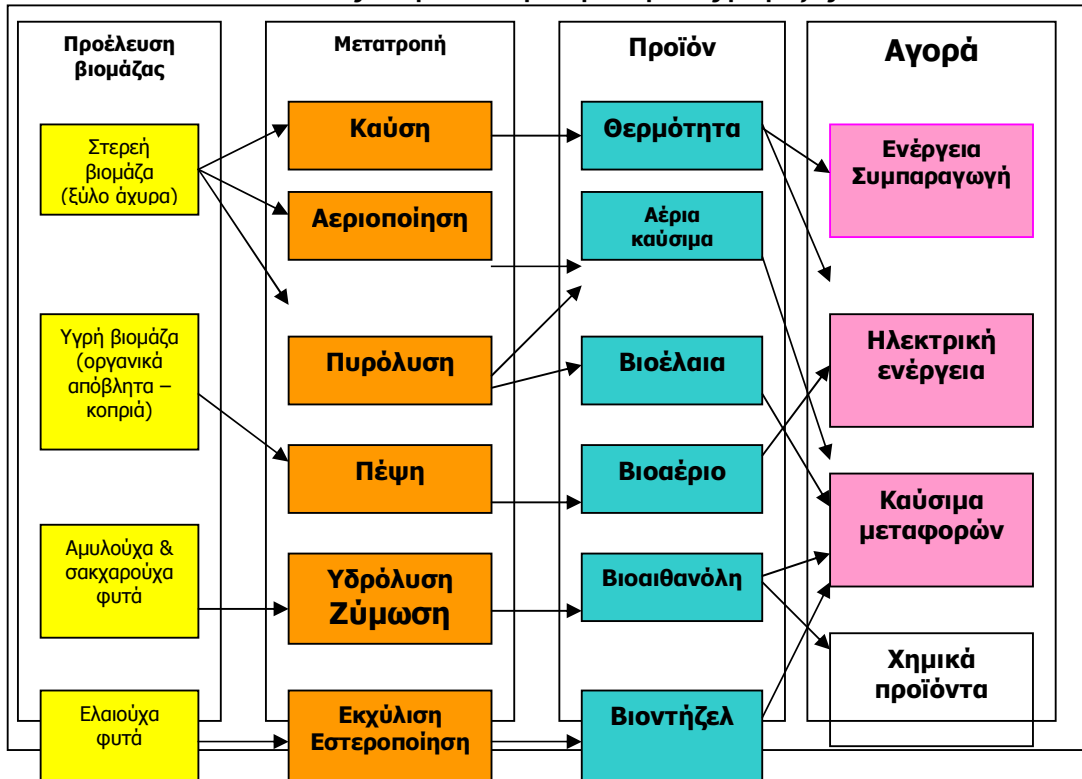 Προέλευση
βιομάζας
Στερεή
βιομάζα
(ξύλο άχυρα)
Υγρή βιομάζα
(οργανικά
απόβλητα –
κοπριά)
Αμυλούχα &
σακχαρούχα
φυτά
Ελαιούχα
φυτά
Μετατροπή
Καύση
Αεριοποίηση
Πυρόλυση
Πέψη
Υδρόλυση
Ζύμωση
Εκχύλιση
Εστεροποίηση
Προϊόν
Θερμότητα
Αέρια
καύσιμα
Βιοέλαια
Βιοαέριο
Βιοαιθανόλη
Βιοντήζελ
Αγορά
Ενέργεια
Συμπαραγωγή
Ηλεκτρική
ενέργεια
Καύσιμα
μεταφορών
Χημικά
προϊόντα